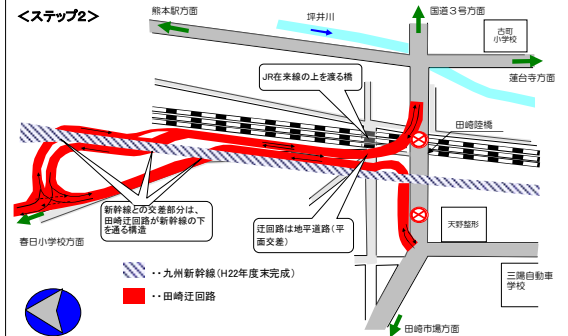 <ステップ2>
熊本駅方面
坪井川
国道3号方面
古町
小学校
蓮台寺方面
JR在来線の上を渡る橋
田崎陸橋
新幹線との交差部分は、
田崎迂回路が新幹線の下
を通る構造
迂回路は地平道路(平
面交差)
天野整形
春日小学校方面
・・九州新幹線(H22年度末完成)
・・田崎迂回路
三陽自動車
学校
田崎市場方面